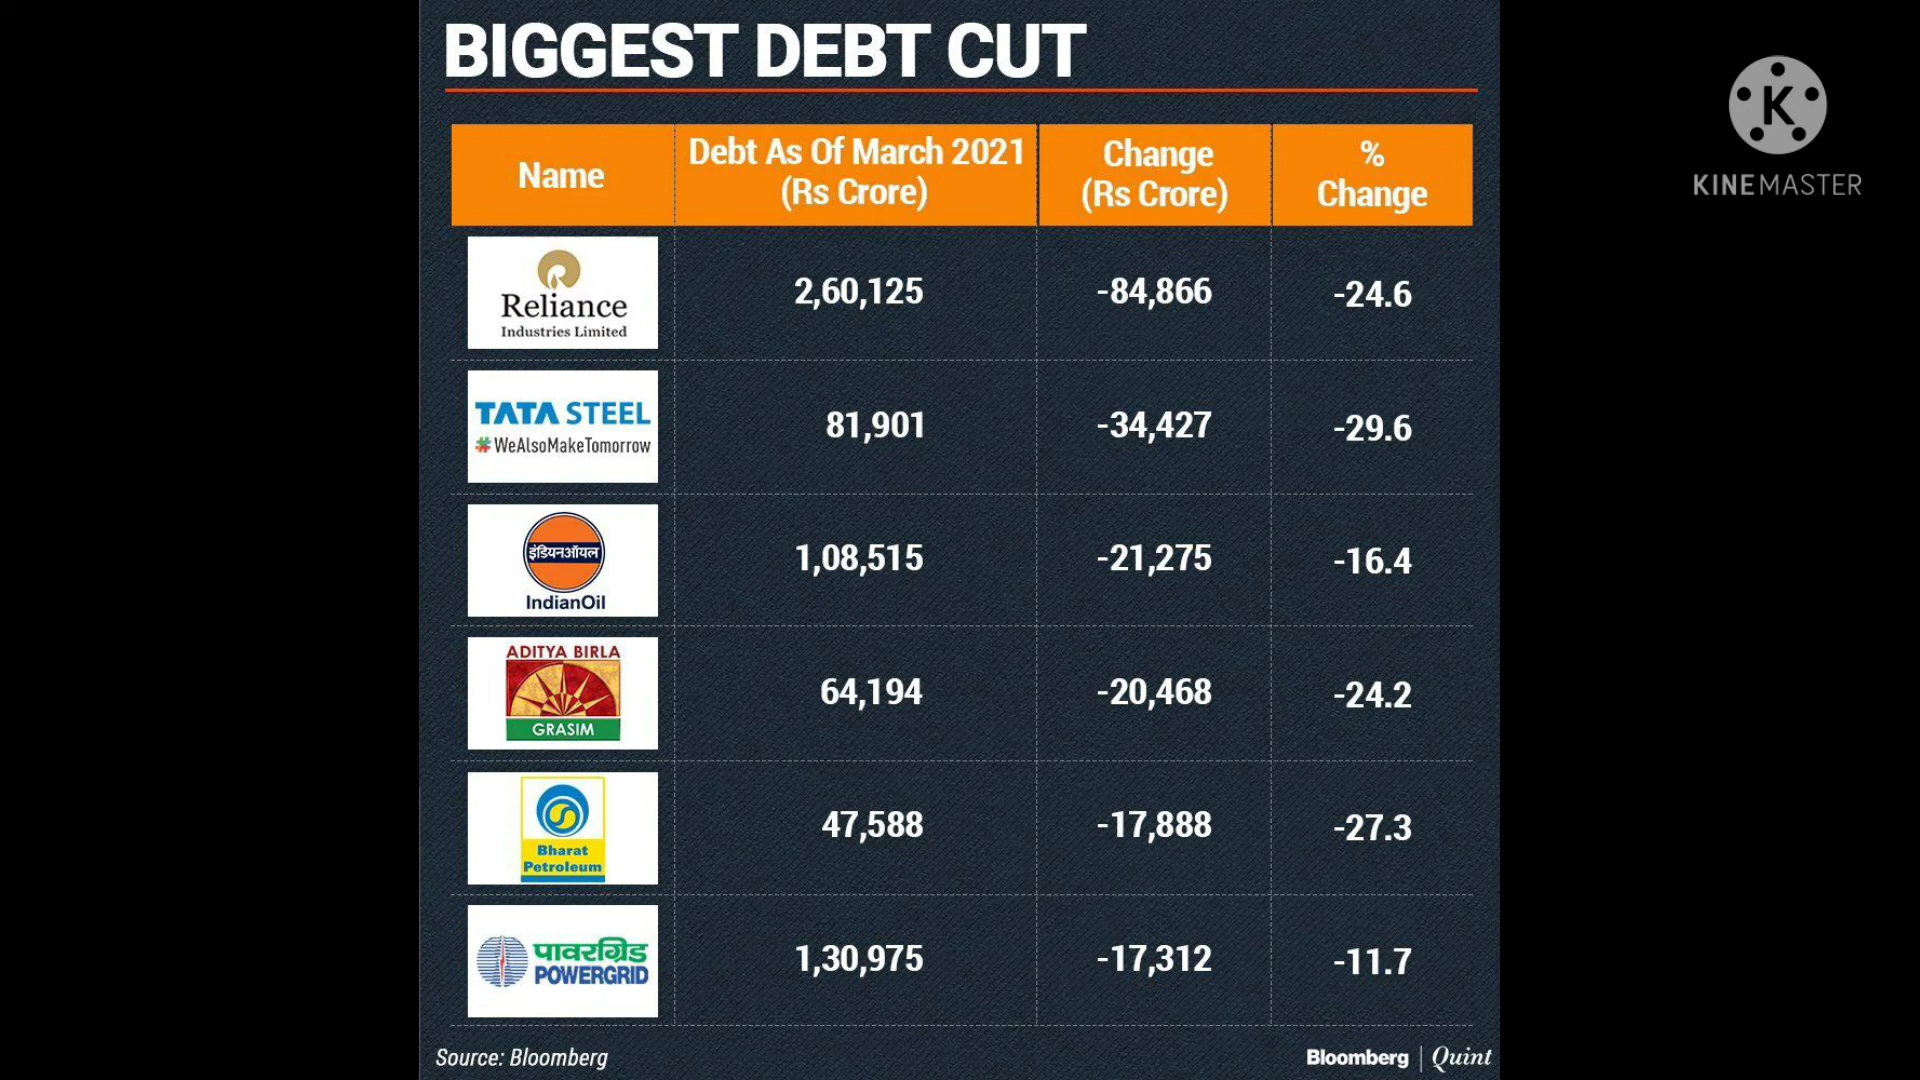 BIGGEST DEBT CUT
K
KINEMASTER
Name
Debt As Of March 2021
(Rs Crore)
Change
(Rs Crore)
%
Change
Reliance
Industries Limited
2,60,125
-84,866
-24.6
TATA STEEL
#WeAlsoMakeTomorrow
81,901
-34,427
-29.6
इंडियनऑयल
IndianOil
1,08,515
-21,275
-16.4
ADITYA BIRLA
GRASIM
64,194
-20,468
-24.2
Bharat
Petroleum
47,588
-17,888
-27.3
पावरग्रिड
POWERGRID
1,30,975
-17,312
-11.7
Source: Bloomberg
Bloomberg | Quint